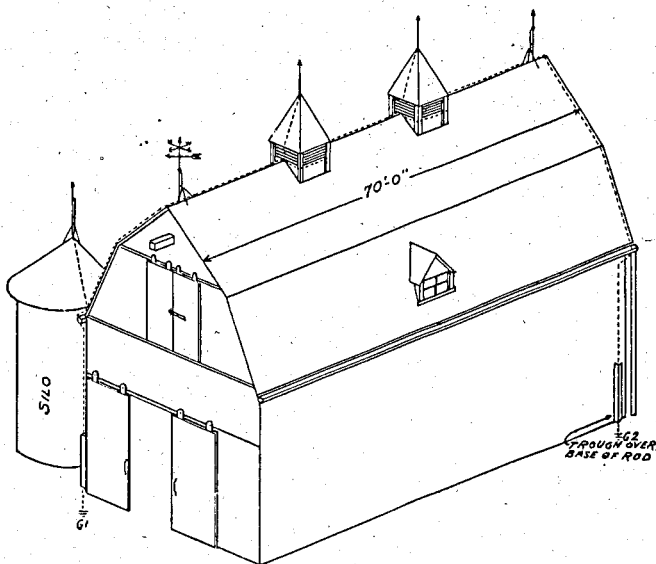 70'-0"
SILO
G2
TROUGH OVER
BASE OF ROD
G1